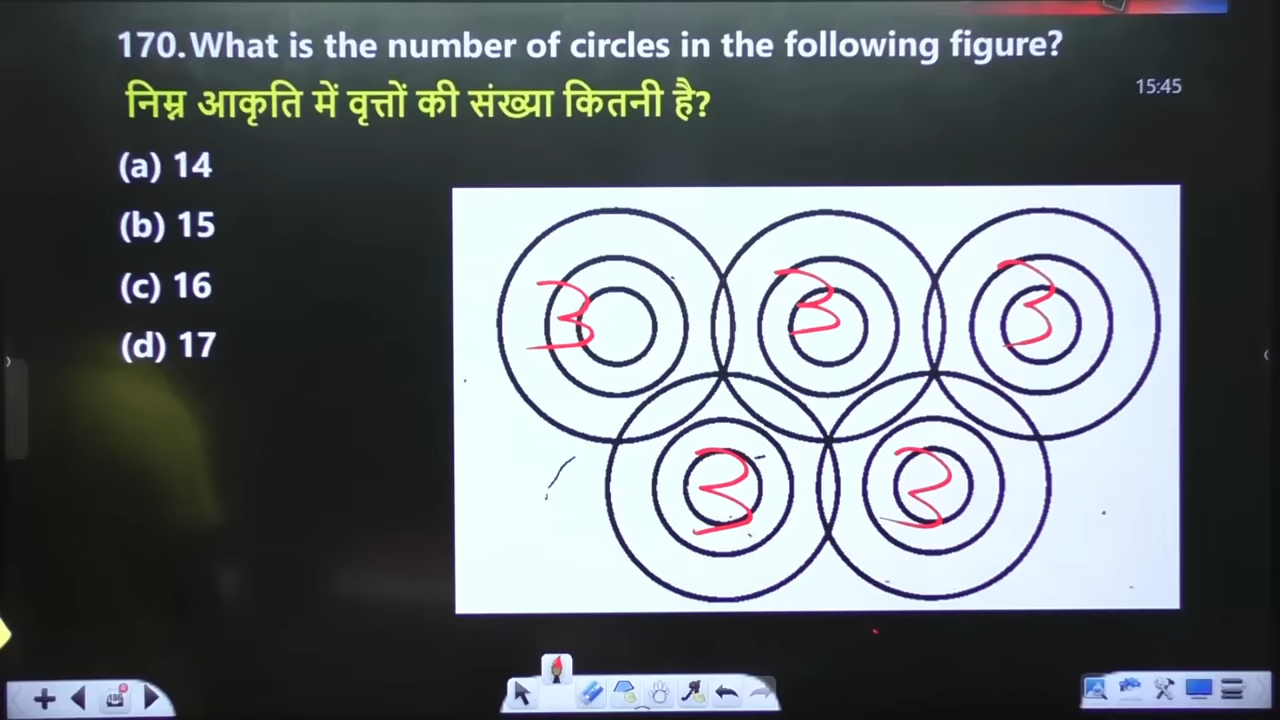 170. What is the number of circles in the following figure?
निम्न आकृति में वृत्तों की संख्या कितनी है?
15:45
(a) 14
(b) 15
(c) 16
(d) 17
3 3 3
3 3
186